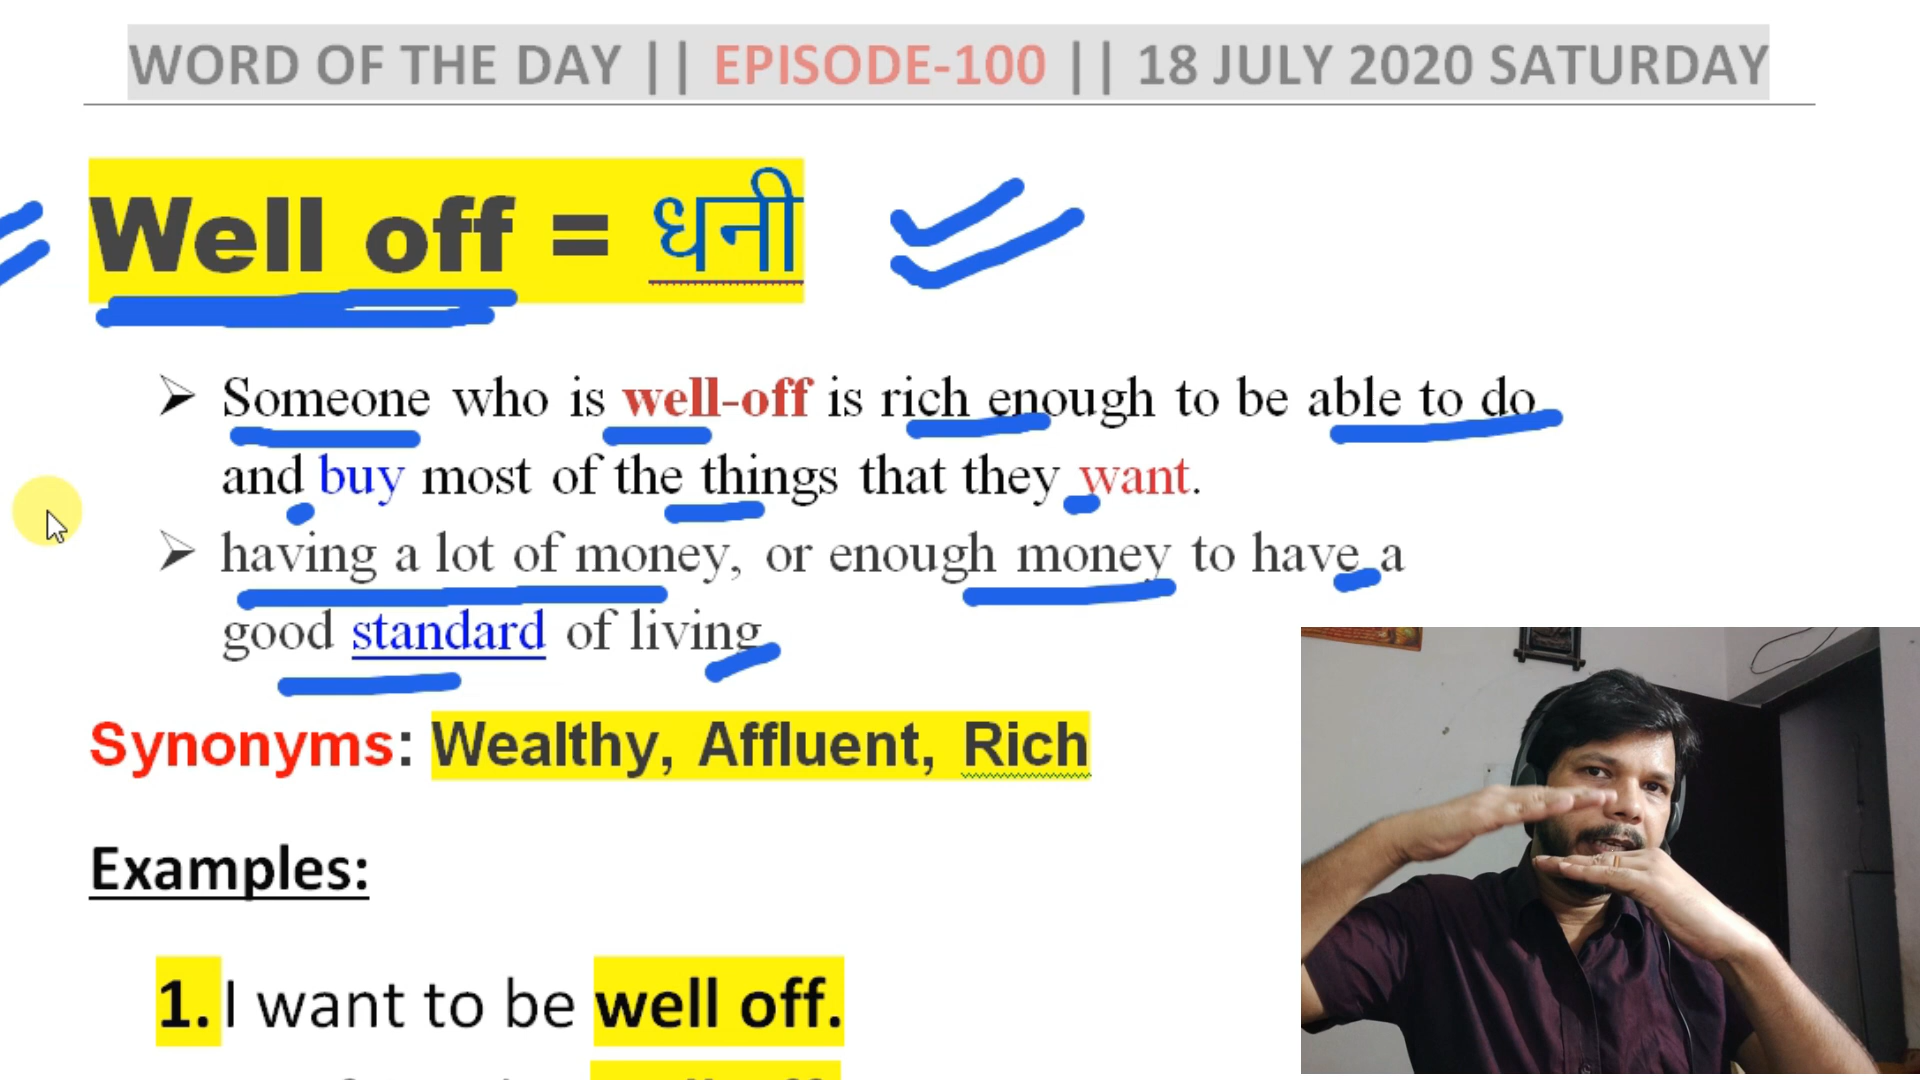 WORD OF THE DAY || EPISODE-100 || 18 JULY 2020 SATURDAY
Well off = धनी
➢ Someone who is well-off is rich enough to be able to do
and buy most of the things that they want.
➢ having a lot of money, or enough money to have a
good standard of living
Synonyms: Wealthy, Affluent, Rich
Examples:
1. I want to be well off.